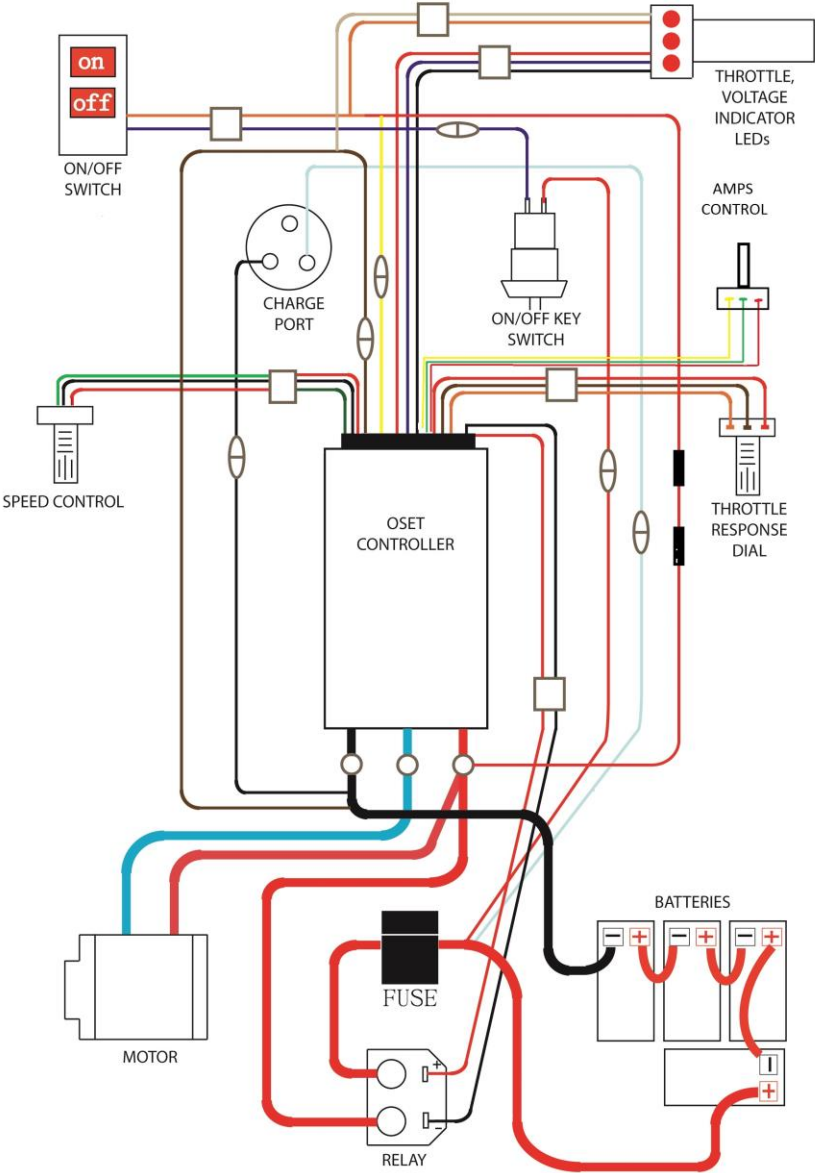 on
off
ON/OFF
SWITCH
THROTTLE,
VOLTAGE
INDICATOR
LEDs
AMPS
CONTROL
CHARGE
PORT
ON/OFF KEY
SWITCH
SPEED CONTROL
OSET
CONTROLLER
THROTTLE
RESPONSE
DIAL
BATTERIES
− + − + − +
− +
FUSE
MOTOR
+
-
RELAY